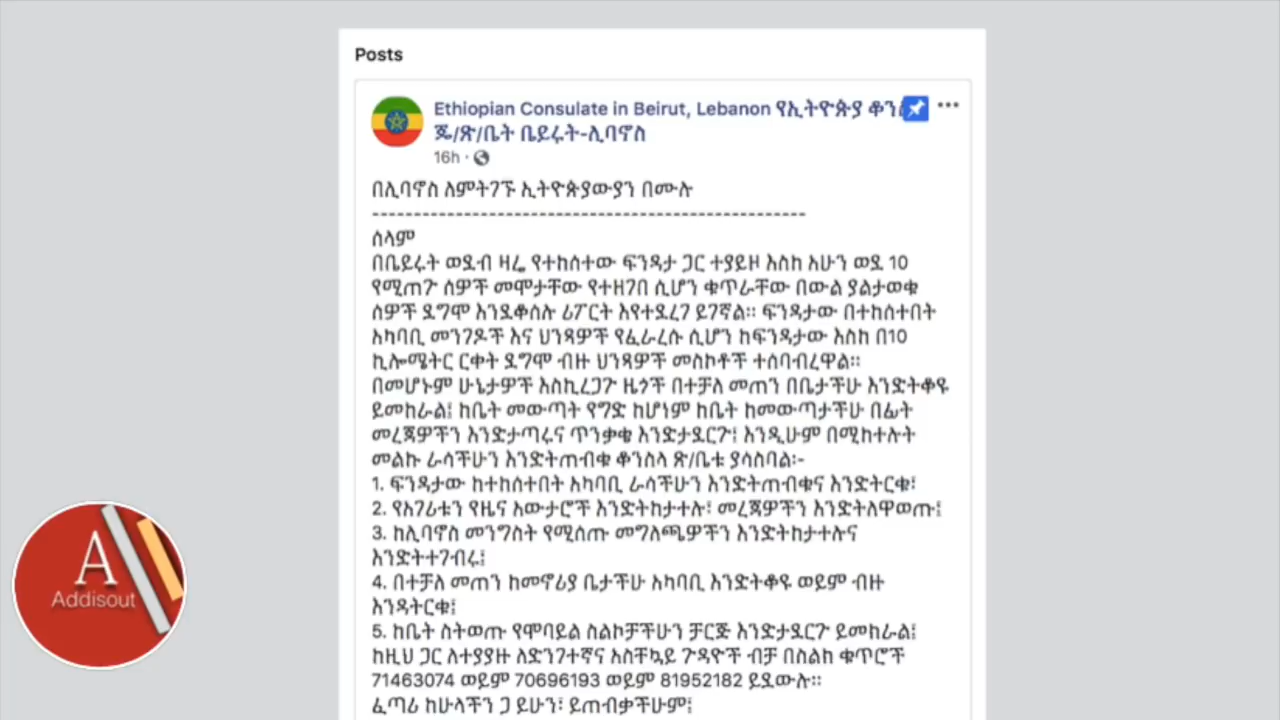 Posts
Ethiopian Consulate in Beirut, Lebanon የኢትዮጵያ
ጄ/ጽ/ቤት ቤይሩት-ሊባኖስ
16h ·
በሊባኖስ ለምትገኙ ኢትዮጵያውያን በሙሉ
-----------------------------------------------------
ሰላም
በቤይሩት ወደብ ዛሬ የተከሰተው ፍንዳታ ጋር ተያይዞ እስከ አሁን ወደ 10
የሚጠጉ ሰዎች መሞታቸው የተዘገበ ሲሆን ቁጥራቸው በውል ያልታወቁ
ሰዎች ደግሞ እንደቆሰሉ ሪፖርት እየተደረገ ይገኛል። ፍንዳታው በተከሰተበት
አካባቢ መንገዶች እና ህንጻዎች የፈራረሱ ሲሆን ከፍንዳታው እስከ በ10
ኪሎሜትር ርቀት ደግሞ ብዙ ህንጻዎች መስኮቶች ተሰባብረዋል።
በመሆኑም ሁኔታዎች እስኪረጋጉ ዜጎች በተቻለ መጠን በቤታችሁ እንድትቆዩ
ይመከራል፤ ከቤት መውጣት የግድ ከሆነም ከቤት ከመውጣታችሁ በፊት
መረጃዎችን እንድታጣሩና ጥንቃቄ እንድታደርጉ፤ እንዲሁም በሚከተሉት
መልኩ ራሳችሁን እንድትጠብቁ ቆንስላ ጽ/ቤቱ ያሳስባል፦
1. ፍንዳታው ከተከሰተበት አካባቢ ራሳችሁን እንድትጠብቁና እንድትርቁ፣
2. የአገሪቱን የዜና አውታሮች እንድትከታተሉ፣ መረጃዎችን እንድትለዋወጡ፤
3. ከሊባኖስ መንግስት የሚሰጡ መግለጫዎችን እንድትከታተሉና
እንድትተገብሩ፤
4. በተቻለ መጠን ከመኖሪያ ቤታችሁ አካባቢ እንድትቆዩ ወይም ብዙ
እንዳትርቁ፤
5. ከቤት ስትወጡ የሞባይል ስልኮቻችሁን ቻርጅ እንድታደርጉ ይመከራል፤
ከዚህ ጋር ለተያያዙ ለድንገተኛና አስቸኳይ ጉዳዮች ብቻ በስልክ ቁጥሮች
71463074 ወይም 70696193 ወይም 81952182 ይደውሉ።
ፈጣሪ ከሁላችን ጋ ይሁን፣ ይጠብቃችሁም፤
A
Addisout